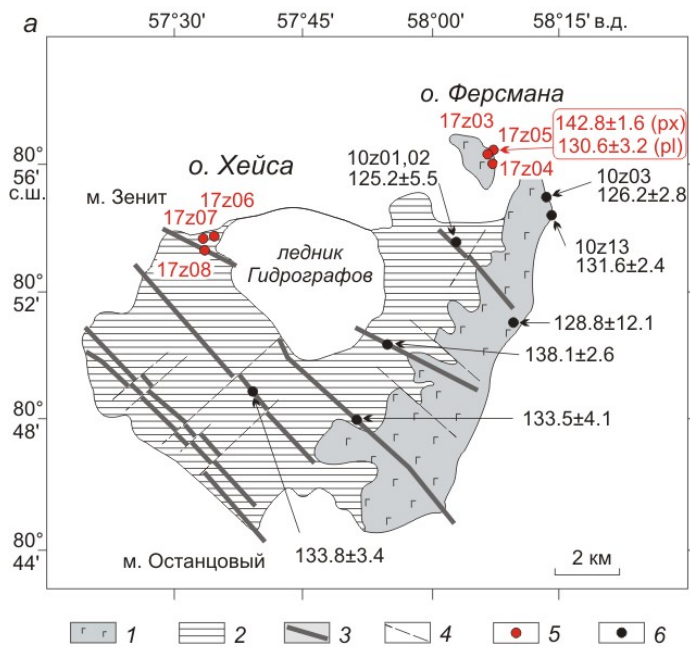 а
57°30' 57°45' 58°00' 58°15' в.д.
о. Ферсмана
17z03
17z05
142.8±1.6 (px)
130.6±3.2 (pl)
17z04
80°
56'
с.ш.
о. Хейса
10z01,02
125.2±5.5
10z03
126.2±2.8
м. Зенит
17z06
17z07
17z08
ледник
Гидрографов
10z13
131.6±2.4
80°
52'
128.8±12.1
138.1±2.6
80°
48'
133.5±4.1
80°
44'
м. Останцовый
133.8±3.4
2 км
1 2 3 4 5 6